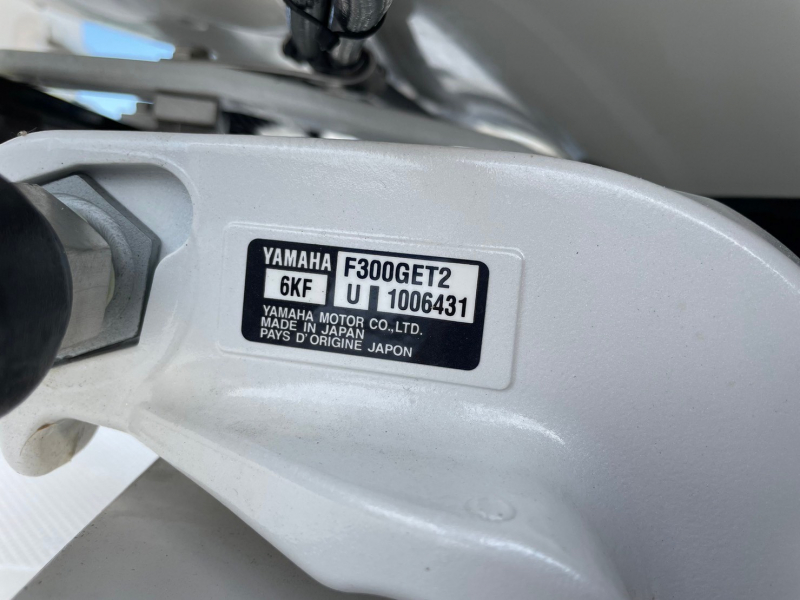 YAMAHA F300GET2
6KF U 1006431
YAMAHA MOTOR CO.,LTD.
MADE IN JAPAN
PAYS D'ORIGINE JAPON